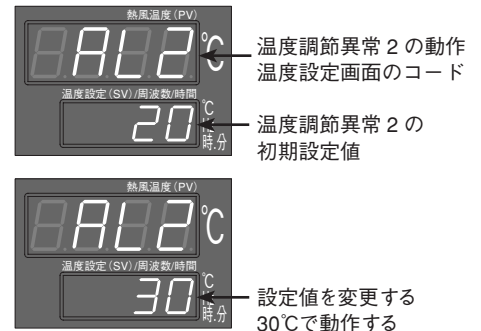 熱風温度（PV）
AL2
℃
温度調節異常 2 の動作
温度設定画面のコード
温度設定（SV）/周波数/時間
℃
20
時.分
温度調節異常 2 の
初期設定値
熱風温度（PV）
AL2
℃
温度設定（SV）/周波数/時間
℃
30
時.分
設定値を変更する
30℃で動作する